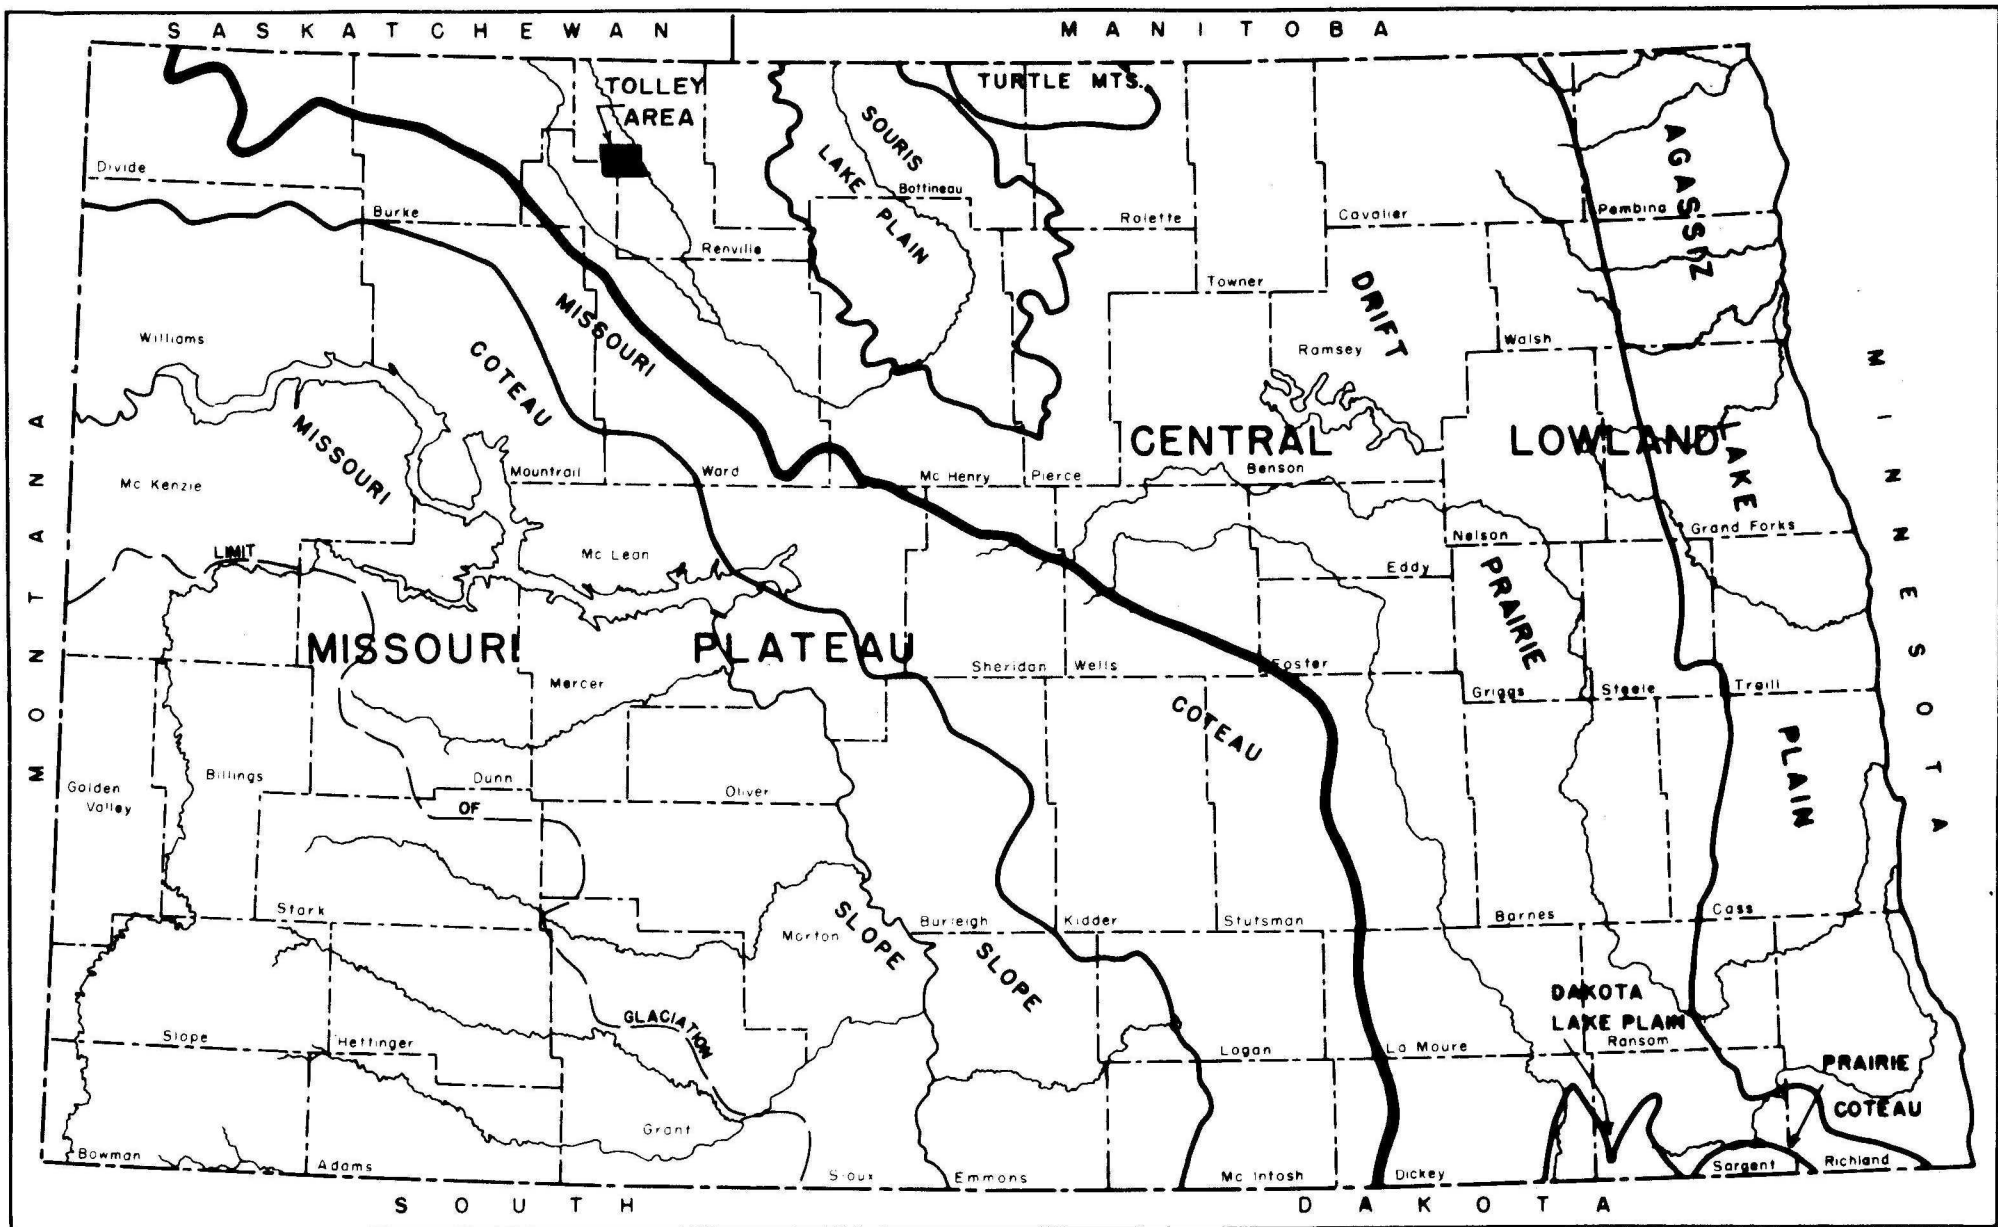 SASKATCHEWAN
MANITOBA
TOLLEY
AREA
TURTLE MTS.
SOURIS
LAKE
PLAIN
AGASSIZ
LAKE
PLAIN
Divide
Burke
Bottineau
Renville
Rolette
Cavalier
Pembina
Towner
DRIFT
PRAIRIE
Williams
MISSOURI
COTEAU
Ramsey
Walsh
MINNESOTA
MONTANA
MISSOURI
CENTRAL
LOWLAND
Mc Kenzie
Mountrail
Ward
Mc Henry
Pierce
Benson
Nelson
Grand Forks
LIMIT
Mc Lean
Eddy
MISSOURI
PLATEAU
Sheridan
Wells
Foster
Griggs
Steele
Traill
Mercer
COTEAU
Golden
Valley
Billings
Dunn
OF
Oliver
Stark
Morton
SLOPE
Burleigh
SLOPE
Kidder
Stutsman
Barnes
Cass
DAKOTA
LAKE PLAIN
Slope
Hettinger
GLACIATION
Logan
La Moure
Ransom
PRAIRIE
COTEAU
Grant
Bowman
Adams
Sioux
Emmons
Mc Intosh
Dickey
Sargent
Richland
SOUTH
DAKOTA